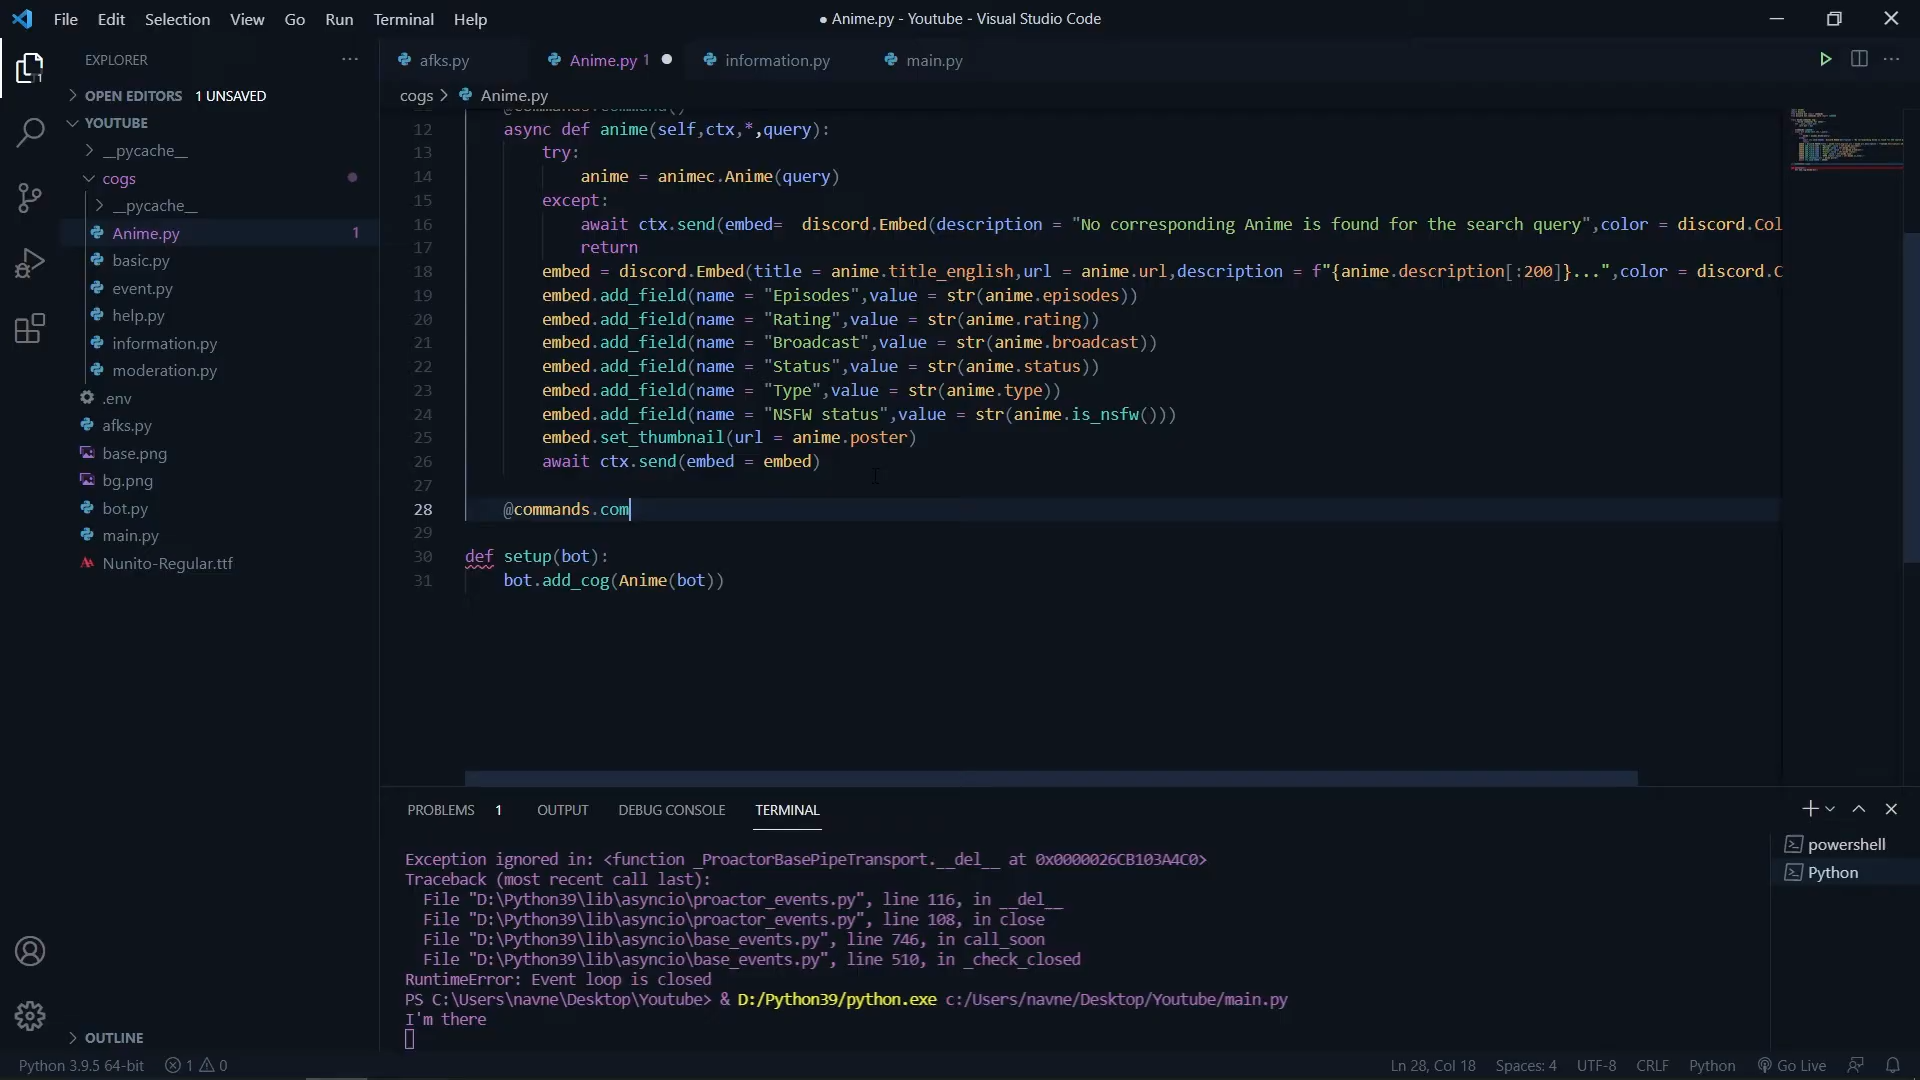 File Edit Selection View Go Run Terminal Help
● Anime.py - Youtube - Visual Studio Code
EXPLORER
OPEN EDITORS 1 UNSAVED
YOUTUBE
__pycache__
cogs
__pycache__
Anime.py 1
basic.py
event.py
help.py
information.py
moderation.py
.env
afks.py
base.png
bg.png
bot.py
main.py
Nunito-Regular.ttf
OUTLINE
afks.py Anime.py 1 information.py main.py
cogs > Anime.py
12 async def anime(self,ctx,*,query):
13 try:
14 anime = animec.Anime(query)
15 except:
16 await ctx.send(embed=  discord.Embed(description = "No corresponding Anime is found for the search query",color = discord.Col
17 return
18 embed = discord.Embed(title = anime.title_english,url = anime.url,description = f"{anime.description[:200]}...",color = discord.C
19 embed.add_field(name = "Episodes",value = str(anime.episodes))
20 embed.add_field(name = "Rating",value = str(anime.rating))
21 embed.add_field(name = "Broadcast",value = str(anime.broadcast))
22 embed.add_field(name = "Status",value = str(anime.status))
23 embed.add_field(name = "Type",value = str(anime.type))
24 embed.add_field(name = "NSFW status",value = str(anime.is_nsfw()))
25 embed.set_thumbnail(url = anime.poster)
26 await ctx.send(embed = embed)
27
28 @commands.com
29
30 def setup(bot):
31 bot.add_cog(Anime(bot))
PROBLEMS 1 OUTPUT DEBUG CONSOLE TERMINAL
Exception ignored in: <function _ProactorBasePipeTransport.__del__ at 0x0000026CB103A4C0>
Traceback (most recent call last):
File "D:\Python39\lib\asyncio\proactor_events.py", line 116, in __del__
File "D:\Python39\lib\asyncio\proactor_events.py", line 108, in close
File "D:\Python39\lib\asyncio\base_events.py", line 746, in call_soon
File "D:\Python39\lib\asyncio\base_events.py", line 510, in _check_closed
RuntimeError: Event loop is closed
PS C:\Users\navne\Desktop\Youtube> & D:/Python39/python.exe c:/Users/navne/Desktop/Youtube/main.py
I'm there
powershell
Python
Python 3.9.5 64-bit 1 0
Ln 28, Col 18 Spaces: 4 UTF-8 CRLF Python Go Live